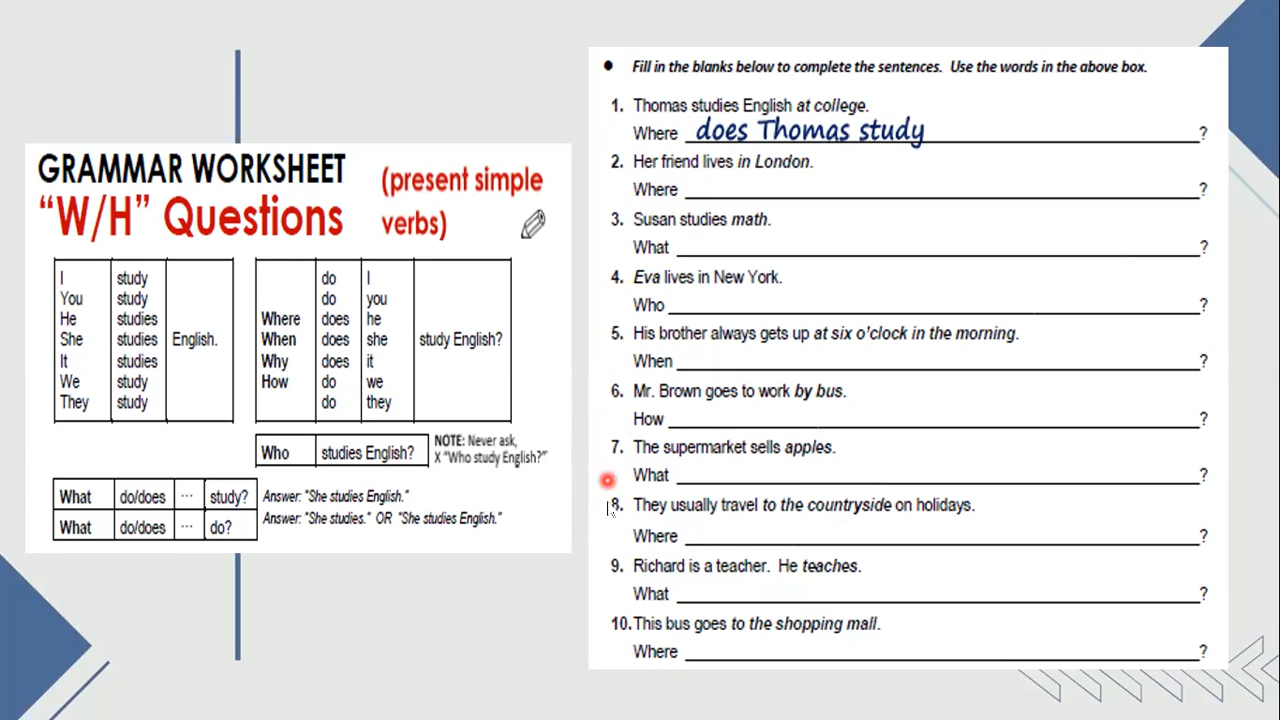 GRAMMAR WORKSHEET
"W/H" Questions
(present simple
verbs)
I study
You study
He studies
She studies English.
It studies
We study
They study
do I
do you
Where does he
When does she study English?
Why does it
How do we
do they
Who studies English?
NOTE: Never ask,
X "Who study English?"
What do/does ... study? Answer: "She studies English."
What do/does ... do? Answer: "She studies." OR "She studies English."
• Fill in the blanks below to complete the sentences. Use the words in the above box.
1. Thomas studies English at college.
Where does Thomas study ?
2. Her friend lives in London.
Where ?
3. Susan studies math.
What ?
4. Eva lives in New York.
Who ?
5. His brother always gets up at six o'clock in the morning.
When ?
6. Mr. Brown goes to work by bus.
How ?
7. The supermarket sells apples.
What ?
8. They usually travel to the countryside on holidays.
Where ?
9. Richard is a teacher. He teaches.
What ?
10. This bus goes to the shopping mall.
Where ?